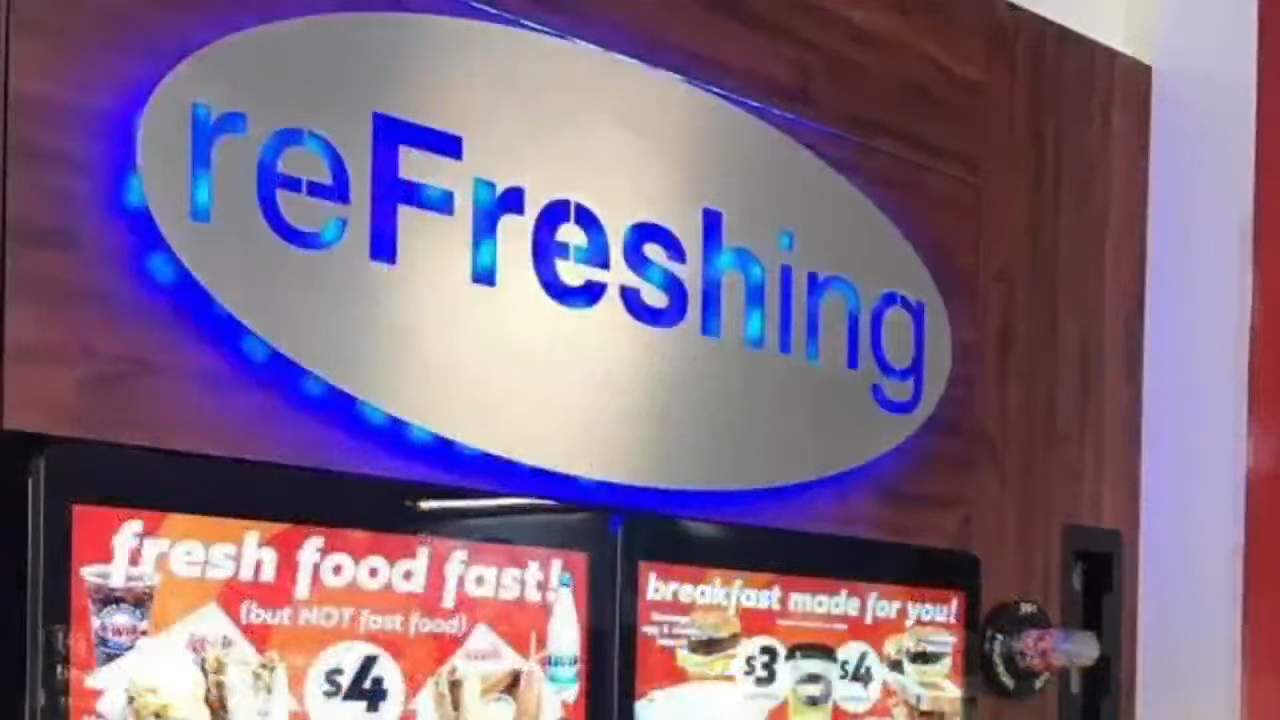 reFreshing
fresh food fast!
(but NOT fast food)
$4
breakfast made for you!
$3
$4